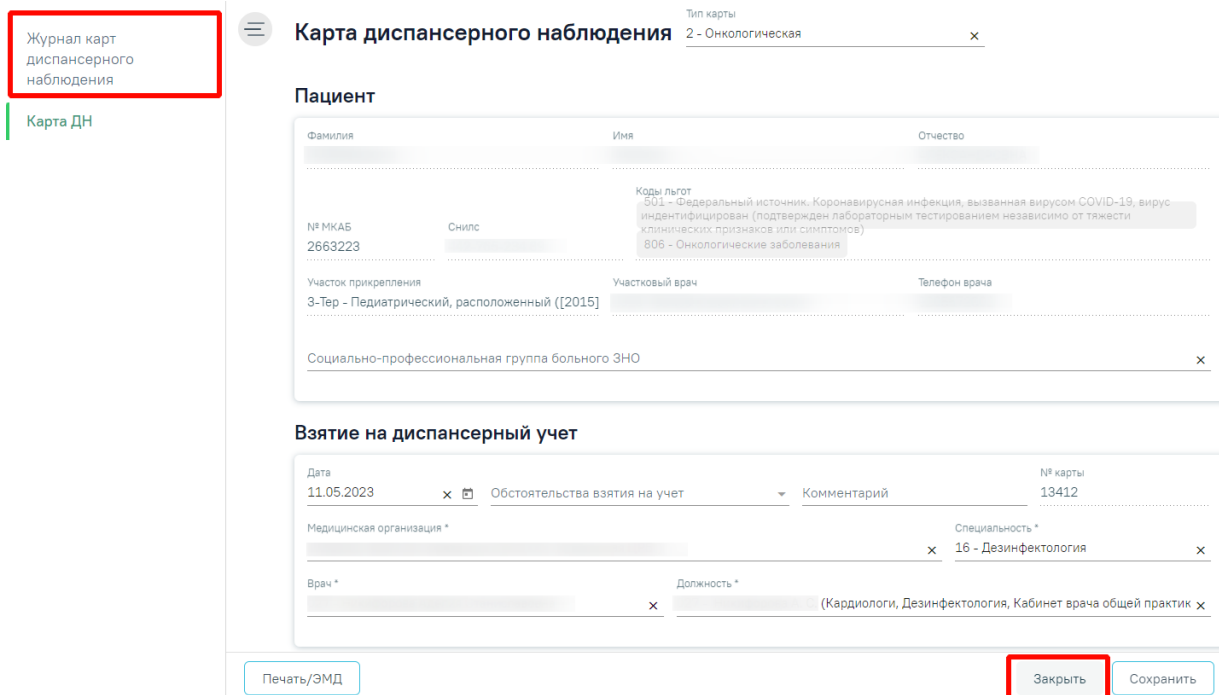 Журнал карт
диспансерного
наблюдения
Карта ДН
Карта диспансерного наблюдения
Тип карты
2 - Онкологическая
Пациент
Фамилия
Имя
Отчество
№ МКАБ
2663223
Снилс
Коды льгот
501 - Федеральный источник. Коронавирусная инфекция, вызванная вирусом COVID-19, вирус
индентифицирован (подтвержден лабораторным тестированием независимо от тяжести
клинических признаков или симптомов)
806 - Онкологические заболевания
Участок прикрепления
3-Тер - Педиатрический, расположенный ([2015]
Участковый врач
Телефон врача
Социально-профессиональная группа больного ЗНО
Взятие на диспансерный учет
Дата
11.05.2023
Обстоятельства взятия на учет
Комментарий
№ карты
13412
Медицинская организация *
Специальность *
16 - Дезинфектология
Врач *
Должность *
(Кардиологи, Дезинфектология, Кабинет врача общей практик
Печать/ЭМД
Закрыть
Сохранить